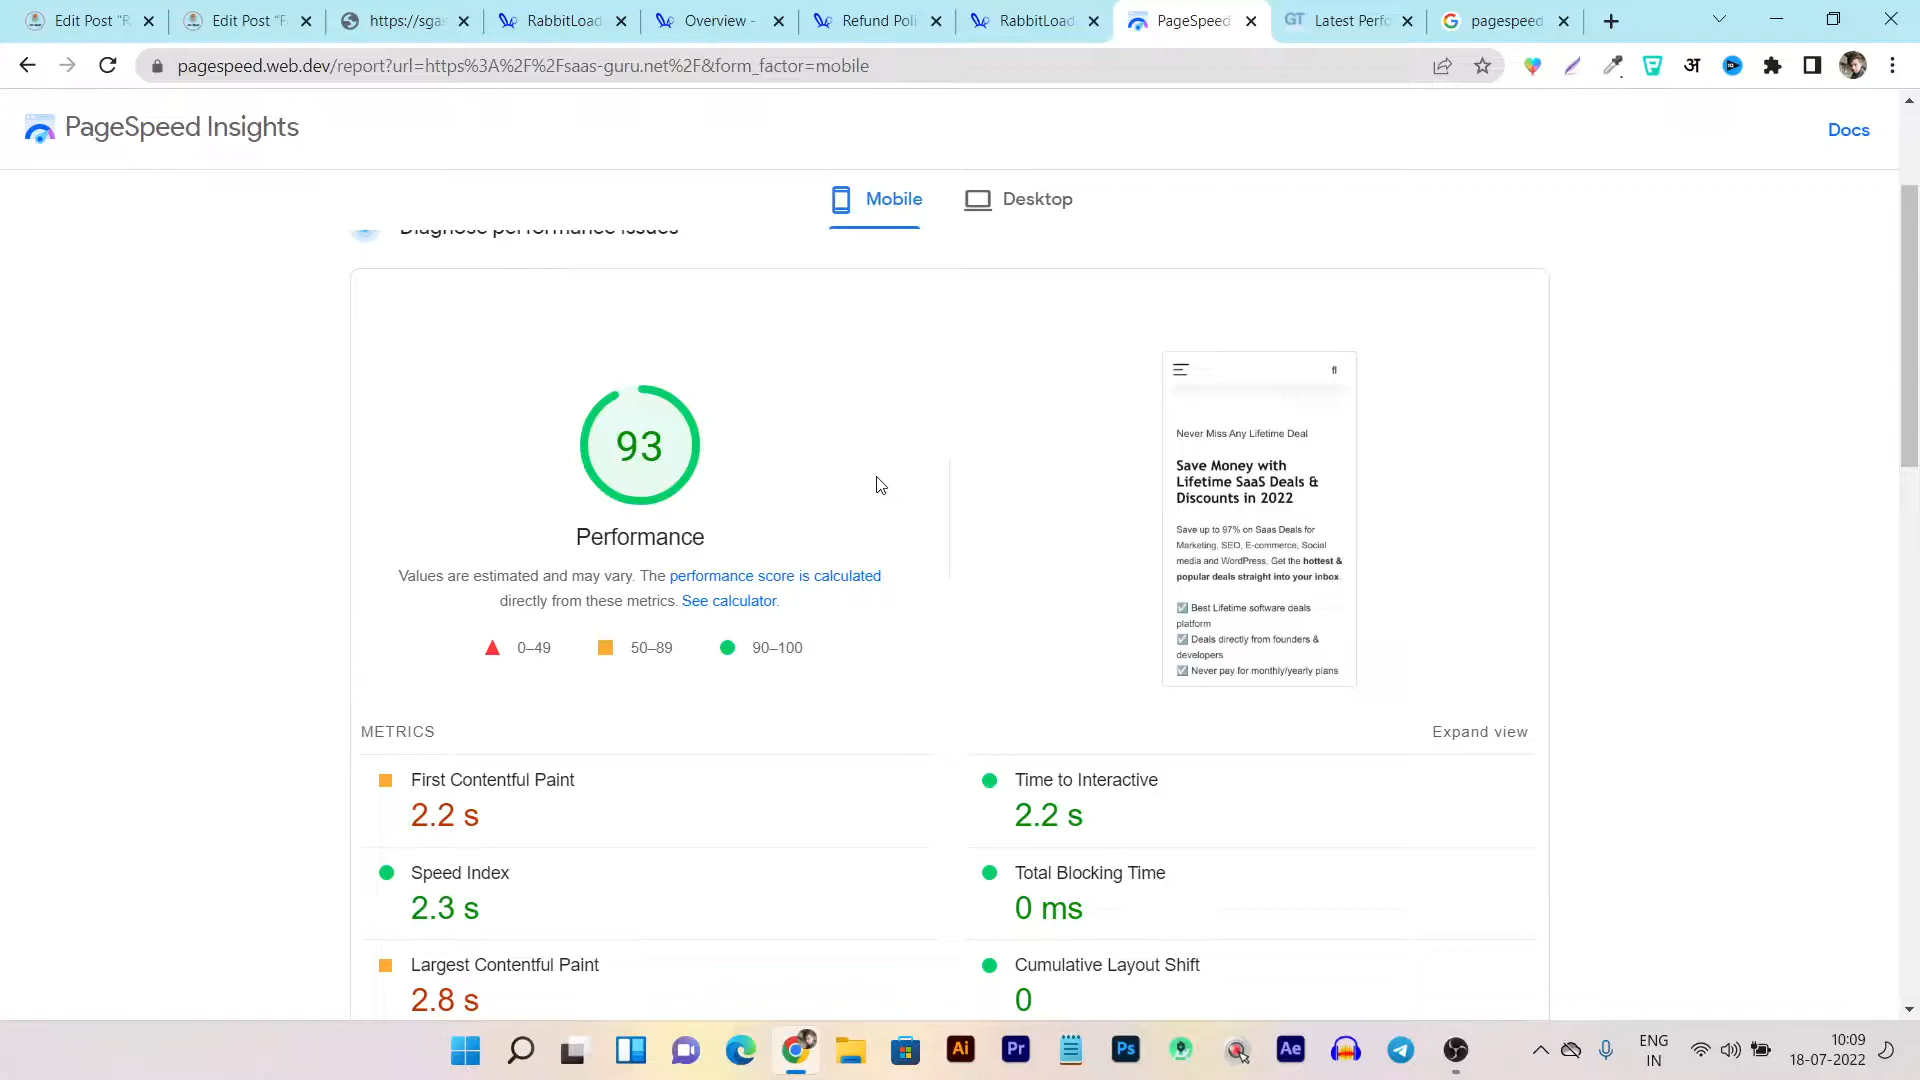 Edit Post "R
Edit Post "F
https://sgas
RabbitLoad
Overview -
Refund Poli
RabbitLoad
PageSpeed
GT Latest Perfo
G pagespeed
pagespeed.web.dev/report?url=https%3A%2F%2Fsaas-guru.net%2F&form_factor=mobile
अ
PageSpeed Insights
Docs
Mobile
Desktop
Diagnose performance issues
93
Performance
Values are estimated and may vary. The performance score is calculated
directly from these metrics. See calculator.
0–49
50–89
90–100
Never Miss Any Lifetime Deal
Save Money with
Lifetime SaaS Deals &
Discounts in 2022
Save up to 97% on Saas Deals for
Marketing, SEO, E-commerce, Social
media and WordPress. Get the hottest &
popular deals straight into your inbox.
Best Lifetime software deals
platform
Deals directly from founders &
developers
Never pay for monthly/yearly plans
METRICS
Expand view
First Contentful Paint
2.2 s
Time to Interactive
2.2 s
Speed Index
2.3 s
Total Blocking Time
0 ms
Largest Contentful Paint
2.8 s
Cumulative Layout Shift
0
Ai
Pr
Ps
Ae
ENG
IN
10:09
18-07-2022